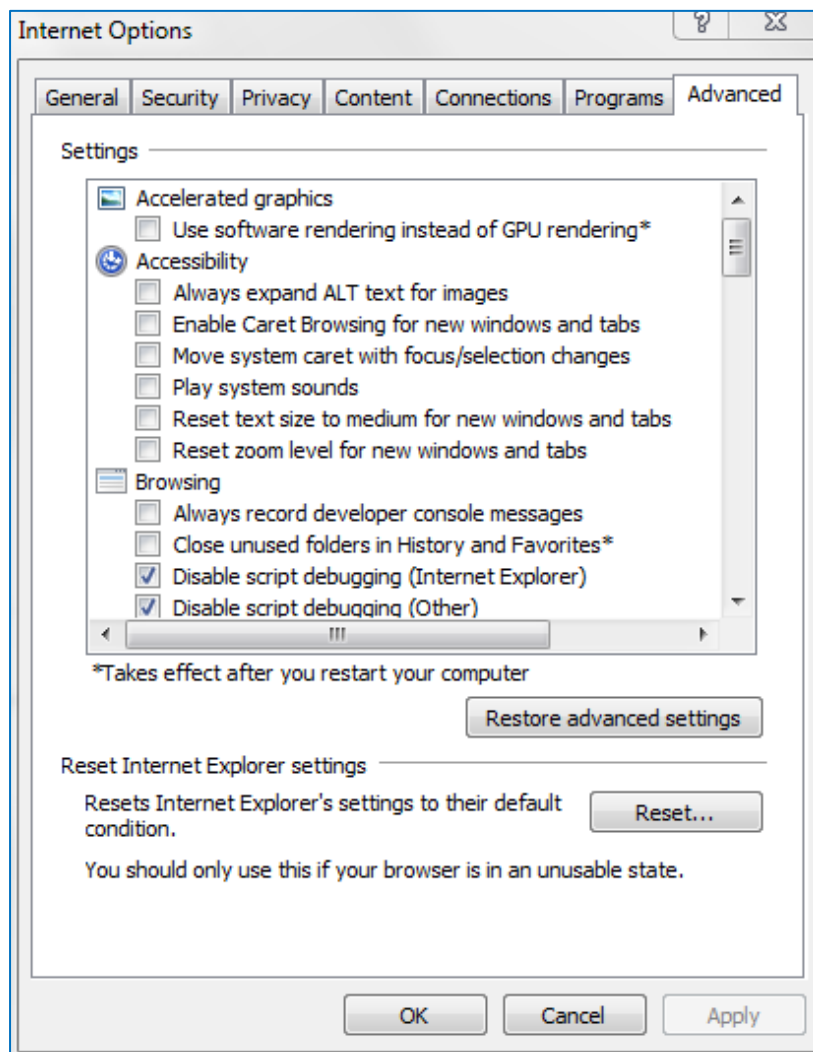 Internet Options
General Security Privacy Content Connections Programs Advanced
Settings
Accelerated graphics
Use software rendering instead of GPU rendering*
Accessibility
Always expand ALT text for images
Enable Caret Browsing for new windows and tabs
Move system caret with focus/selection changes
Play system sounds
Reset text size to medium for new windows and tabs
Reset zoom level for new windows and tabs
Browsing
Always record developer console messages
Close unused folders in History and Favorites*
Disable script debugging (Internet Explorer)
Disable script debugging (Other)
*Takes effect after you restart your computer
Restore advanced settings
Reset Internet Explorer settings
Resets Internet Explorer's settings to their default
condition.
Reset...
You should only use this if your browser is in an unusable state.
OK Cancel Apply